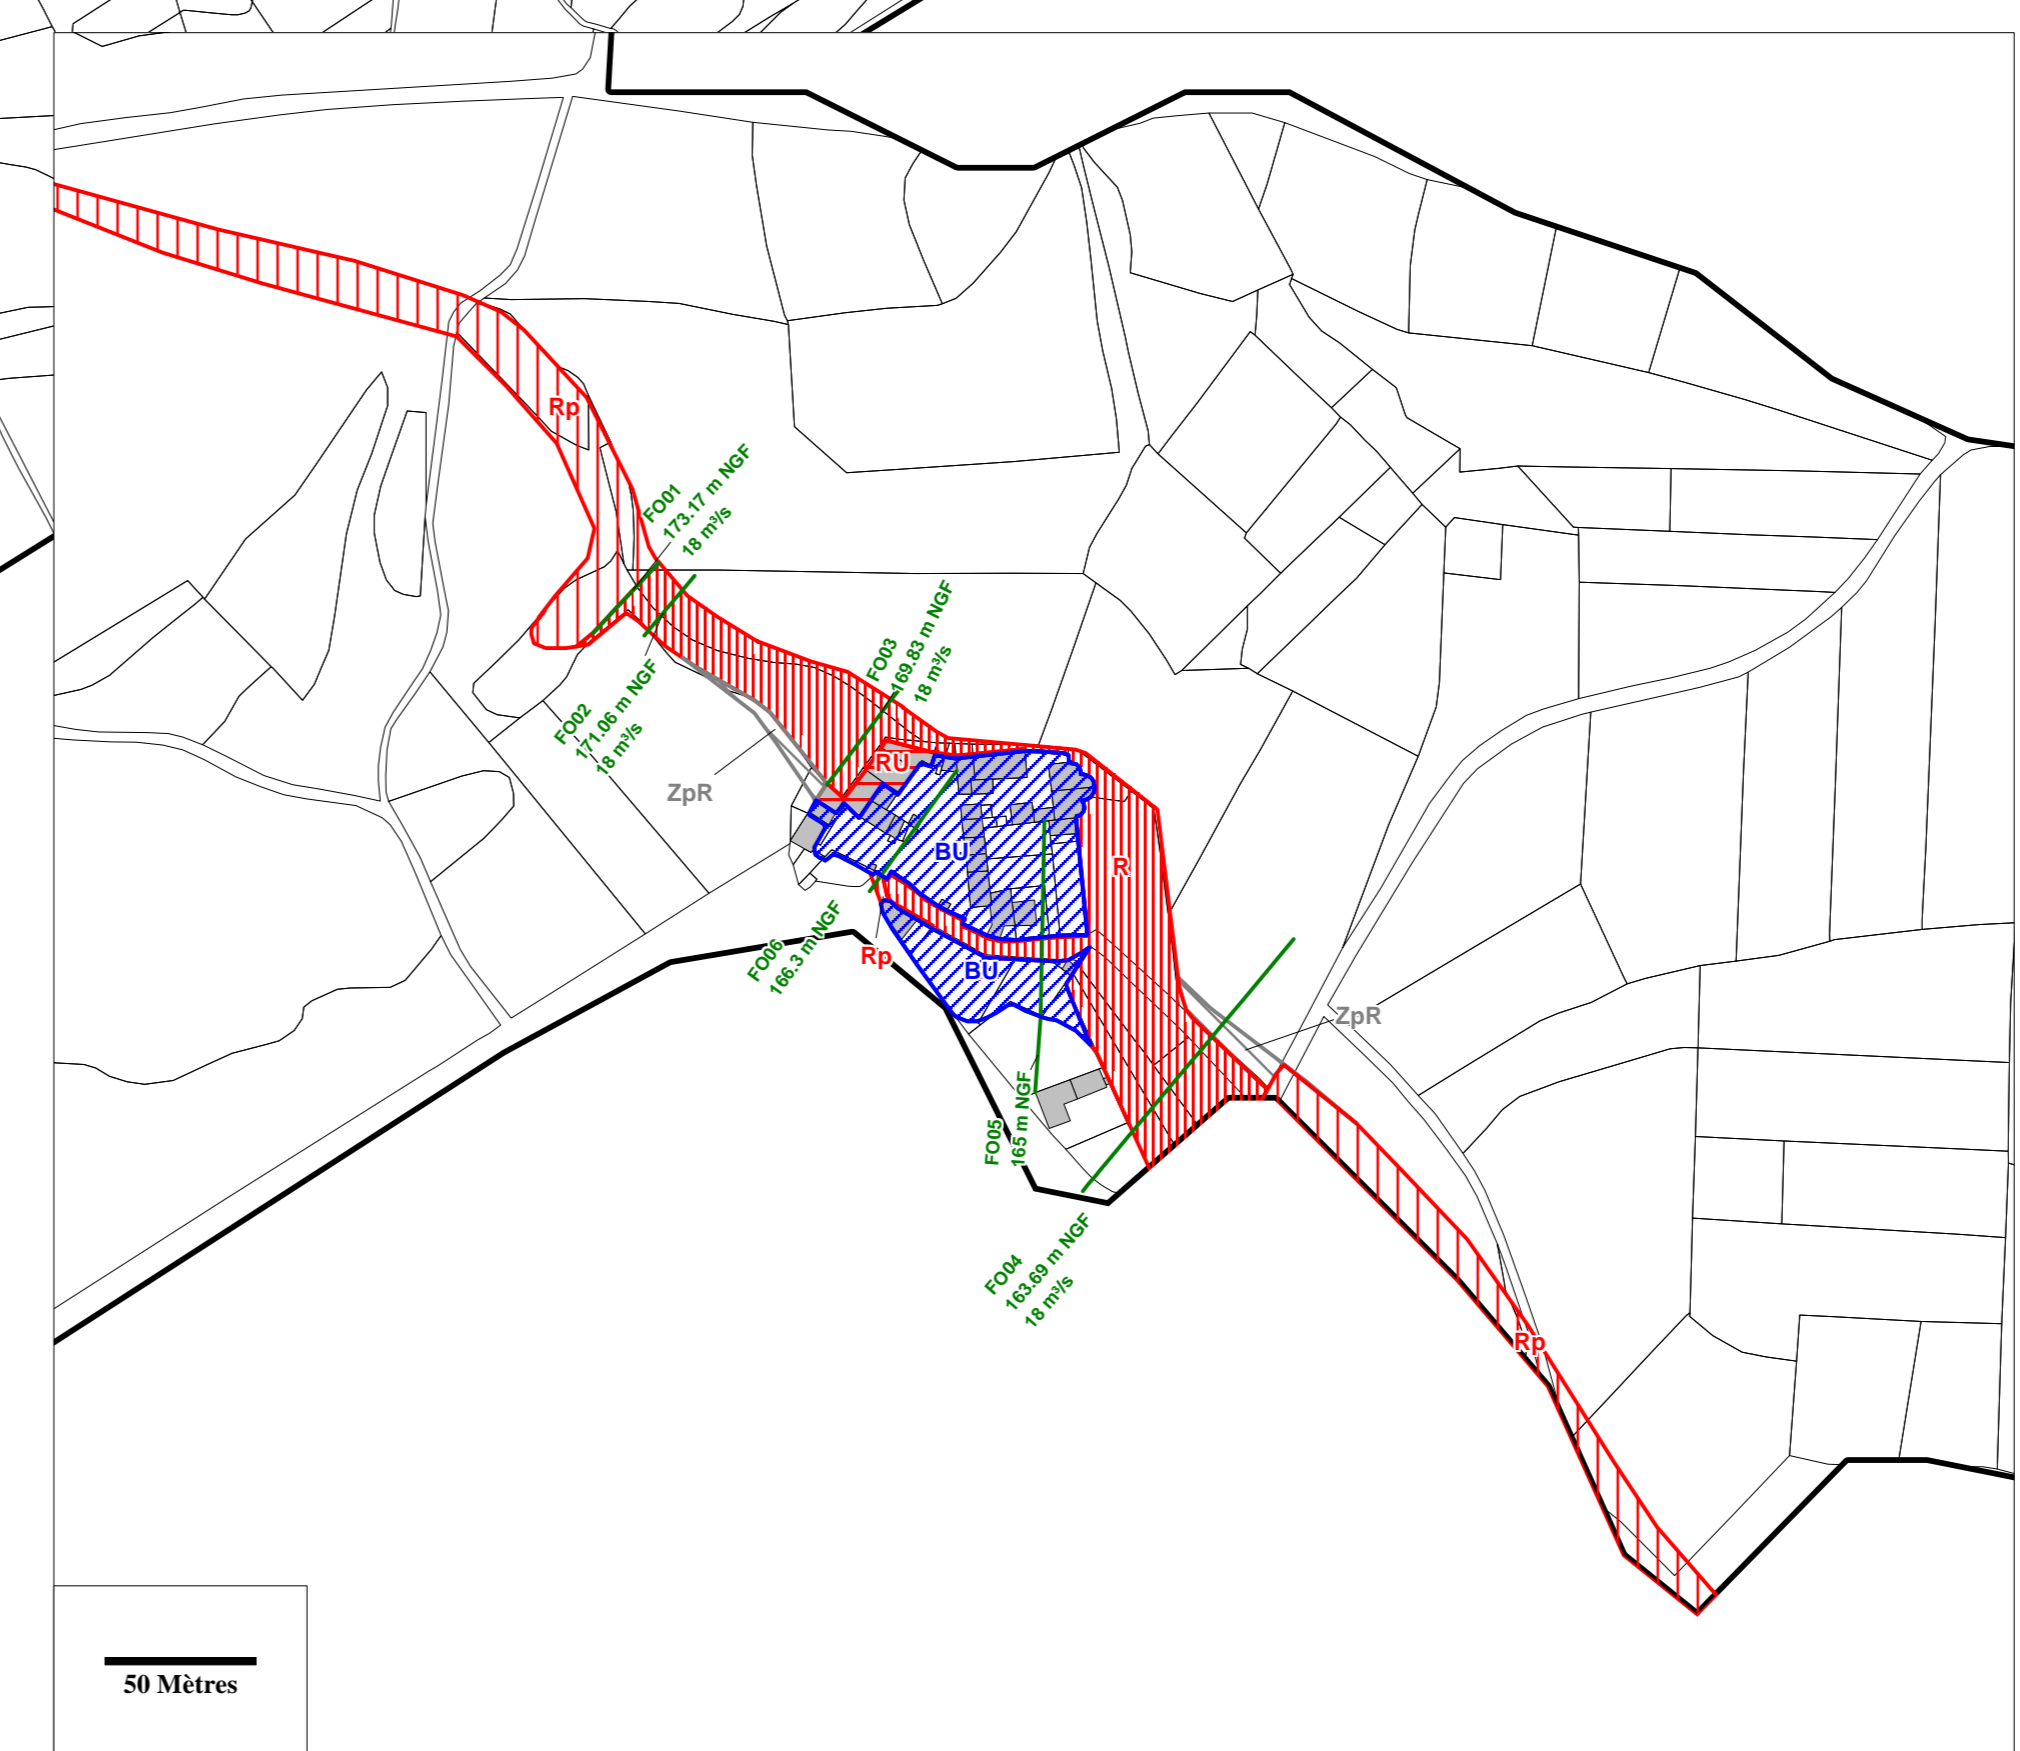 Rp
FO01
173.17 m NGF
18 m³/s
FO03
169.83 m NGF
18 m³/s
FO02
171.06 m NGF
18 m³/s
RU
ZpR
BU
R
FO06
166.3 m NGF
Rp
BU
ZpR
FO05
165 m NGF
FO04
163.69 m NGF
18 m³/s
Rp
50 Mètres